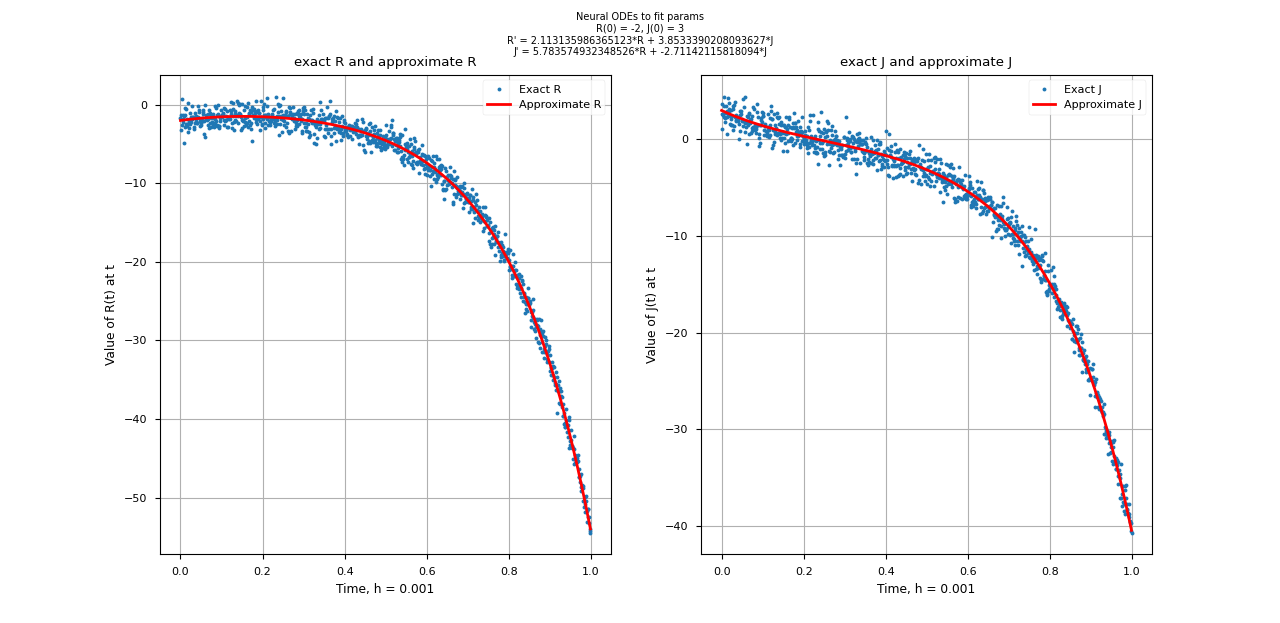 Neural ODEs to fit params
R(0) = -2, J(0) = 3
R' = 2.113135986365123*R + 3.8533390208093627*J
J' = 5.783574932348526*R + -2.71142115818094*J
exact R and approximate R
Exact R
Approximate R
Value of R(t) at t
0
−10
−20
−30
−40
−50
0.0 0.2 0.4 0.6 0.8 1.0
Time, h = 0.001
exact J and approximate J
Exact J
Approximate J
Value of J(t) at t
0
−10
−20
−30
−40
0.0 0.2 0.4 0.6 0.8 1.0
Time, h = 0.001